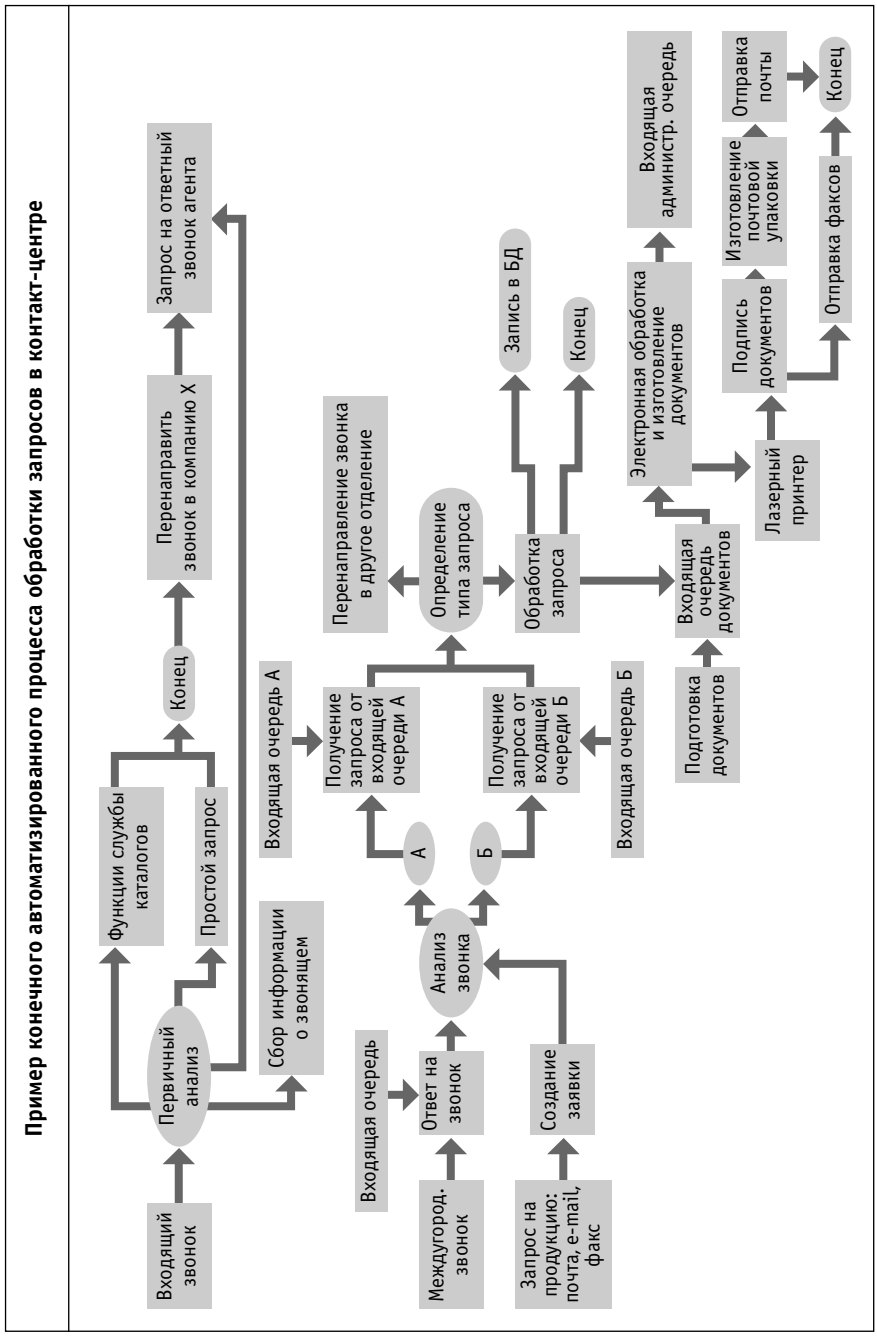 Пример конечного автоматизированного процесса обработки запросов в контакт-центре
Входящий
звонок
Первичный
анализ
Функции службы
каталогов
Простой запрос
Сбор информации
о звонящем
Конец
Перенаправить
звонок в компанию X
Запрос на ответный
звонок агента
Входящая очередь
Междугород.
звонок
Ответ на
звонок
Запрос на
продукцию:
почта, e-mail,
факс
Создание
заявки
Анализ
звонка
А
Б
Входящая очередь А
Получение
запроса от
входящей
очереди А
Получение
запроса от
входящей
очереди Б
Входящая очередь Б
Перенаправление звонка
в другое отделение
Определение
типа запроса
Обработка
запроса
Запись в БД
Конец
Подготовка
документов
Входящая
очередь
документов
Электронная обработка
и изготовление
документов
Входящая
администр. очередь
Лазерный
принтер
Подпись
документов
Изготовление
почтовой
упаковки
Отправка
почты
Отправка факсов
Конец